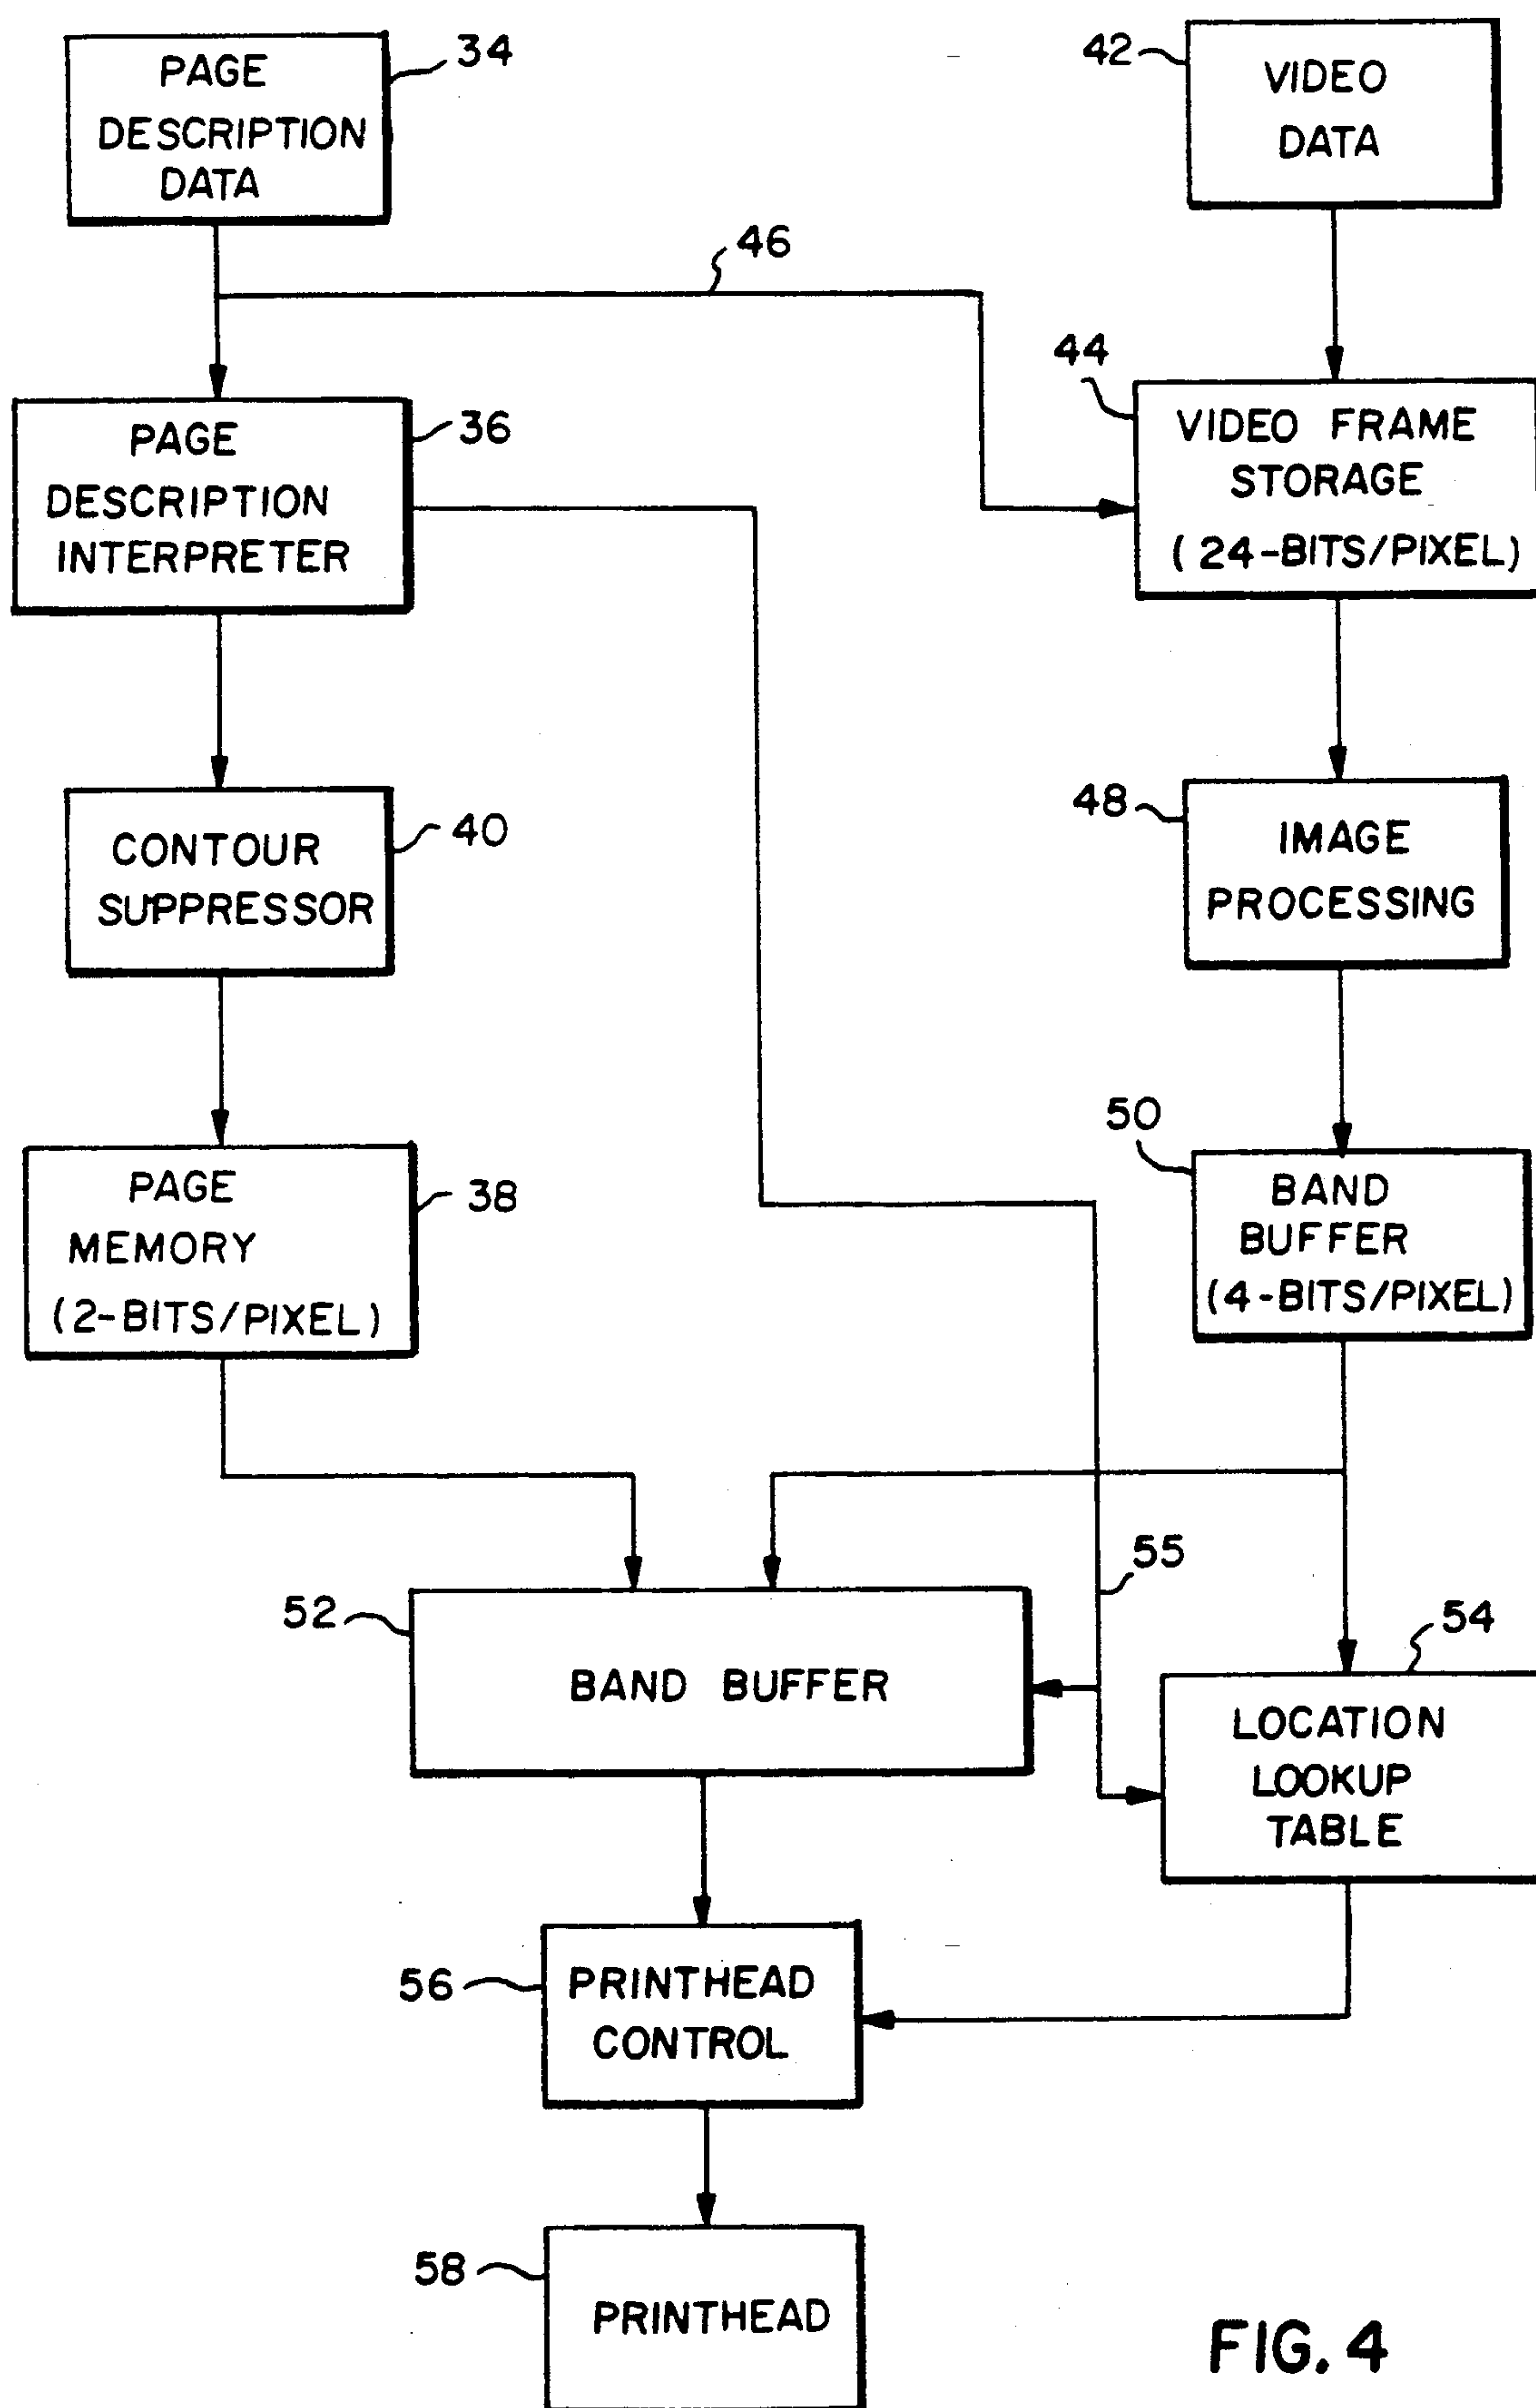 PAGE
DESCRIPTION
DATA
34
42
VIDEO
DATA
46
PAGE
DESCRIPTION
INTERPRETER
36
44
VIDEO FRAME
STORAGE
(24-BITS/PIXEL)
CONTOUR
SUPPRESSOR
40
48
IMAGE
PROCESSING
PAGE
MEMORY
(2-BITS/PIXEL)
38
50
BAND
BUFFER
(4-BITS/PIXEL)
52
BAND BUFFER
55
54
LOCATION
LOOKUP
TABLE
56
PRINTHEAD
CONTROL
58
PRINTHEAD
FIG. 4